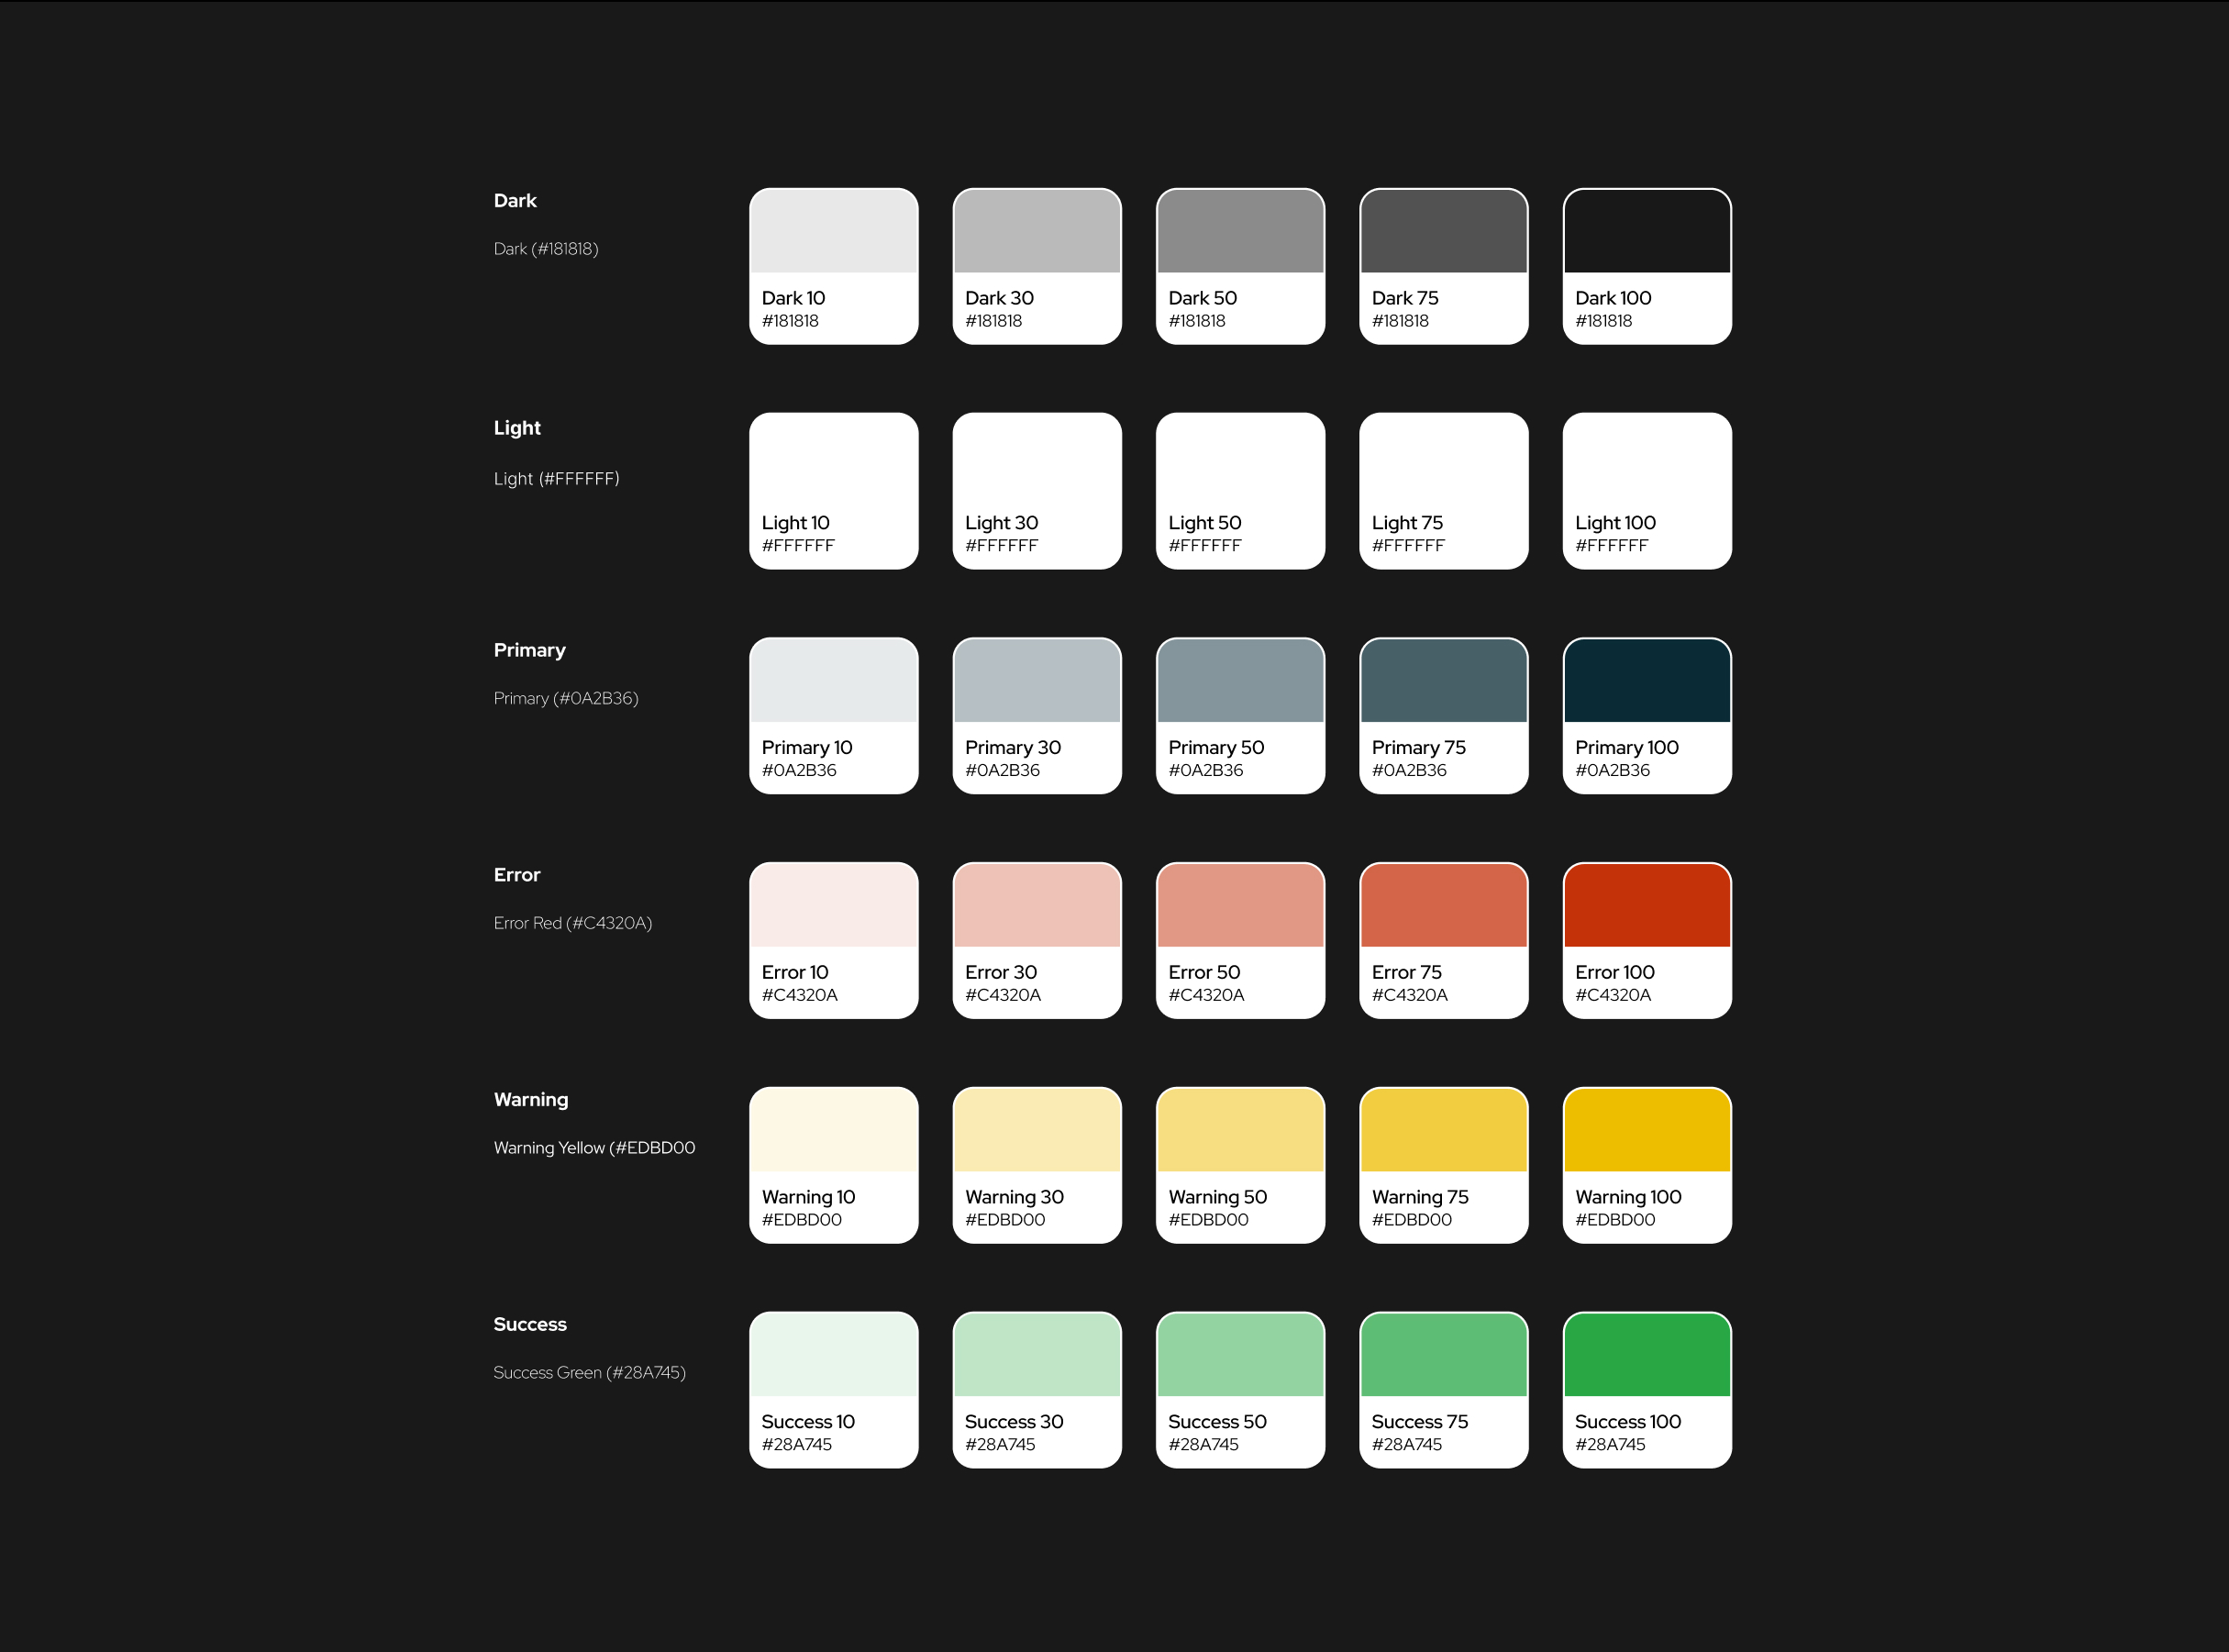 Dark
Dark (#181818)
Dark 10
#181818
Dark 30
#181818
Dark 50
#181818
Dark 75
#181818
Dark 100
#181818
Light
Light (#FFFFFF)
Light 10
#FFFFFF
Light 30
#FFFFFF
Light 50
#FFFFFF
Light 75
#FFFFFF
Light 100
#FFFFFF
Primary
Primary (#0A2B36)
Primary 10
#0A2B36
Primary 30
#0A2B36
Primary 50
#0A2B36
Primary 75
#0A2B36
Primary 100
#0A2B36
Error
Error Red (#C4320A)
Error 10
#C4320A
Error 30
#C4320A
Error 50
#C4320A
Error 75
#C4320A
Error 100
#C4320A
Warning
Warning Yellow (#EDBD00
Warning 10
#EDBD00
Warning 30
#EDBD00
Warning 50
#EDBD00
Warning 75
#EDBD00
Warning 100
#EDBD00
Success
Success Green (#28A745)
Success 10
#28A745
Success 30
#28A745
Success 50
#28A745
Success 75
#28A745
Success 100
#28A745